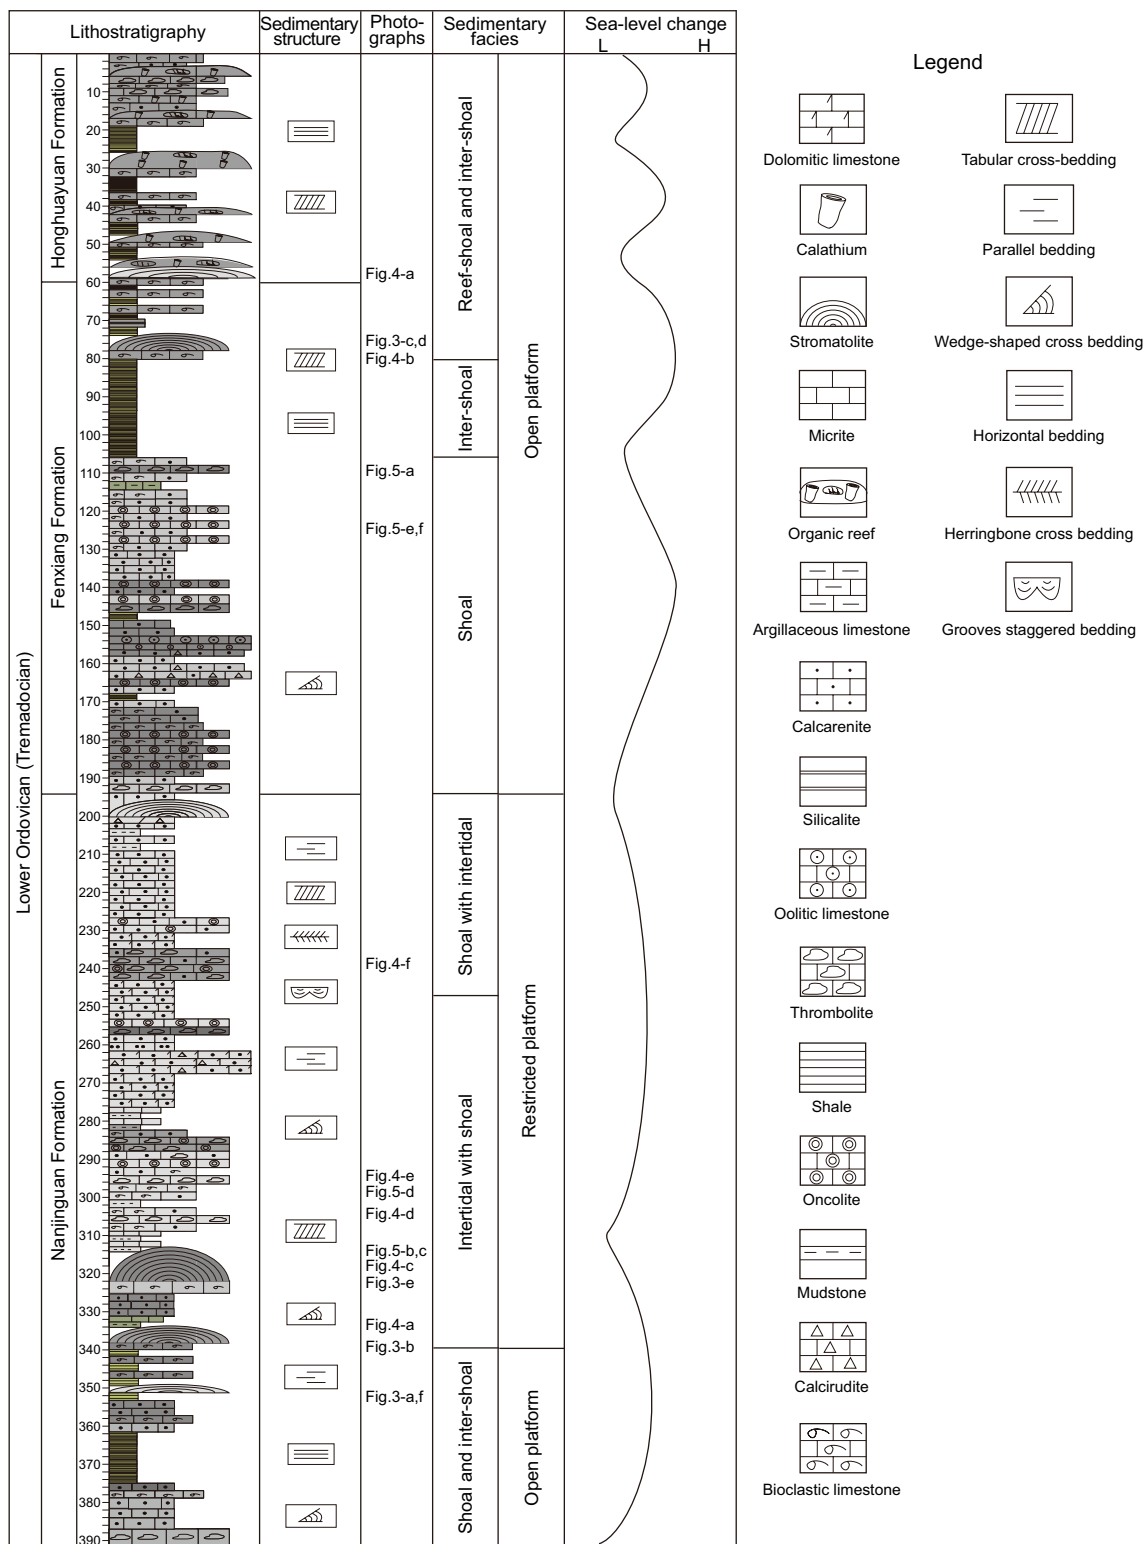 Lithostratigraphy
Sedimentary
structure
Photo-
graphs
Sedimentary
facies
Sea-level change
L
H
Lower Ordovican (Tremadocian)
Honghuayuan Formation
Fenxiang Formation
Nanjinguan Formation
10
20
30
40
50
60
70
80
90
100
110
120
130
140
150
160
170
180
190
200
210
220
230
240
250
260
270
280
290
300
310
320
330
340
350
360
370
380
390
Fig.4-a
Fig.3-c,d
Fig.4-b
Fig.5-a
Fig.5-e,f
Fig.4-f
Fig.4-e
Fig.5-d
Fig.4-d
Fig.5-b,c
Fig.4-c
Fig.3-e
Fig.4-a
Fig.3-b
Fig.3-a,f
Reef-shoal and inter-shoal
Inter-shoal
Shoal
Shoal with intertidal
Intertidal with shoal
Shoal and inter-shoal
Open platform
Restricted platform
Open platform
Legend
Dolomitic limestone
Tabular cross-bedding
Calathium
Parallel bedding
Stromatolite
Wedge-shaped cross bedding
Micrite
Horizontal bedding
Organic reef
Herringbone cross bedding
Argillaceous limestone
Grooves staggered bedding
Calcarenite
Silicalite
Oolitic limestone
Thrombolite
Shale
Oncolite
Mudstone
Calcirudite
Bioclastic limestone